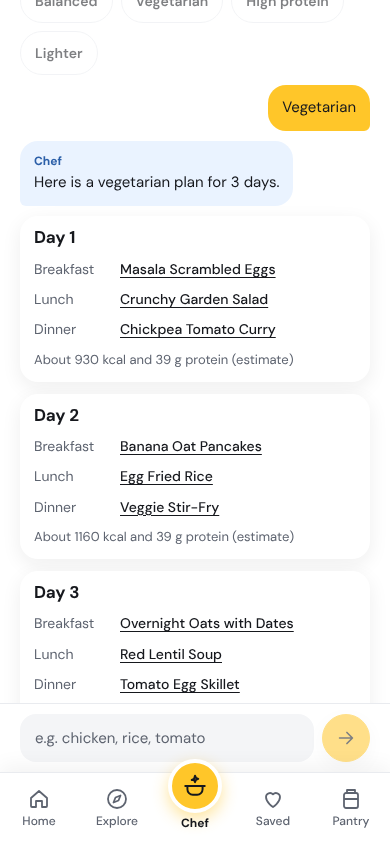 Balanced
Vegetarian
High protein
Lighter
Vegetarian
Chef
Here is a vegetarian plan for 3 days.
Day 1
Breakfast Masala Scrambled Eggs
Lunch Crunchy Garden Salad
Dinner Chickpea Tomato Curry
About 930 kcal and 39 g protein (estimate)
Day 2
Breakfast Banana Oat Pancakes
Lunch Egg Fried Rice
Dinner Veggie Stir-Fry
About 1160 kcal and 39 g protein (estimate)
Day 3
Breakfast Overnight Oats with Dates
Lunch Red Lentil Soup
Dinner Tomato Egg Skillet
e.g. chicken, rice, tomato
Home
Explore
Chef
Saved
Pantry